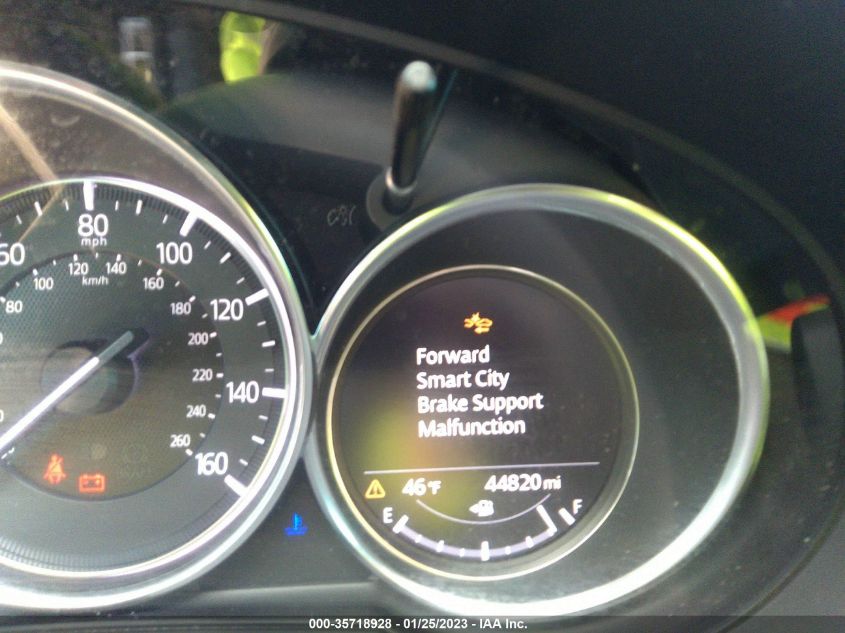 60
80
mph
100
120
140
160
80
100
120
140
160
180
200
220
240
260
km/h
Forward
Smart City
Brake Support
Malfunction
46°F
44820 mi
E
F
000-35718928 - 01/25/2023 - IAA Inc.